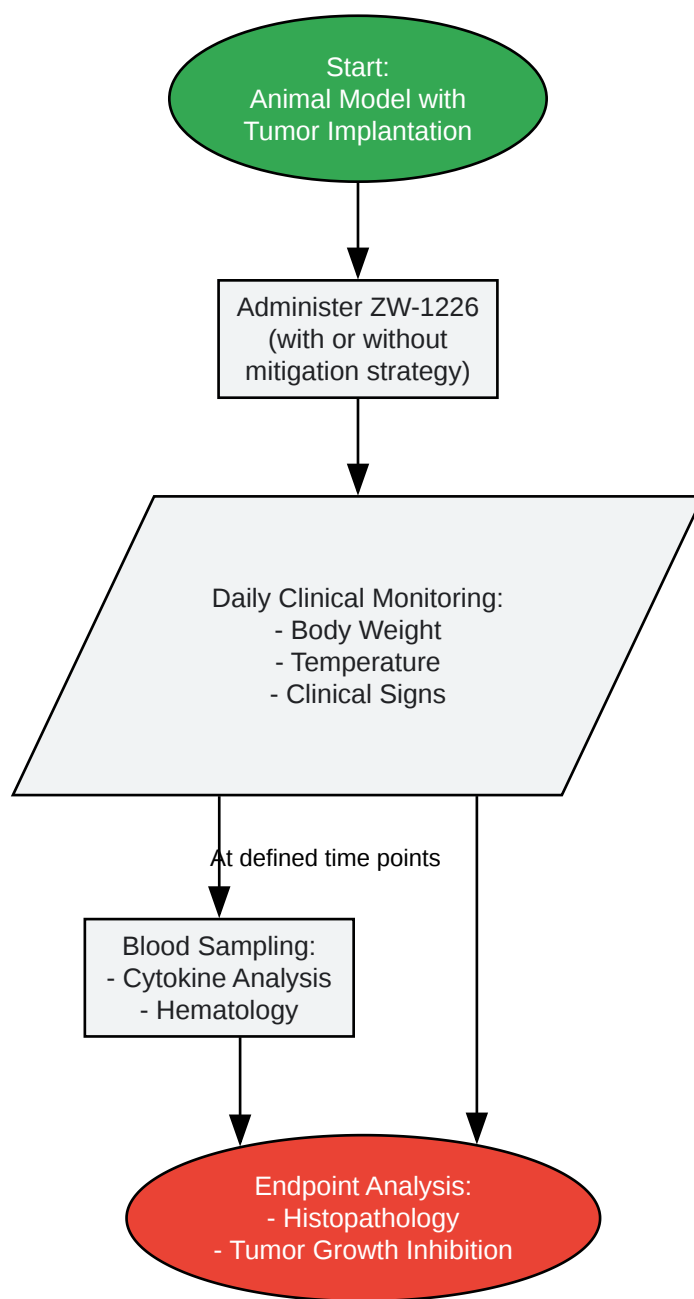 Start:
Animal Model with
Tumor Implantation
Administer ZW-1226
(with or without
mitigation strategy)
Daily Clinical Monitoring:
- Body Weight
- Temperature
- Clinical Signs
At defined time points
Blood Sampling:
- Cytokine Analysis
- Hematology
Endpoint Analysis:
- Histopathology
- Tumor Growth Inhibition